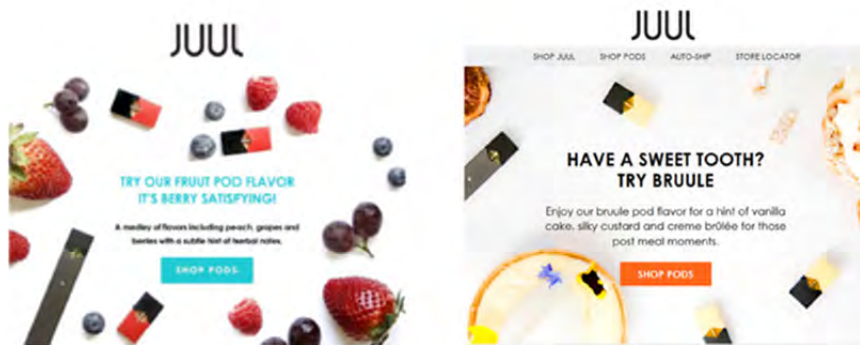 JUUL
TRY OUR FRUUT POD FLAVOR
IT'S BERRY SATISFYING!
A medley of flavors including peach, grapes and
berries with a subtle hint of herbal notes.
SHOP PODS
JUUL
SHOP JUUL SHOP PODS AUTO-SHIP STORE LOCATOR
HAVE A SWEET TOOTH?
TRY BRUULE
Enjoy our bruule pod flavor for a hint of vanilla
cake, silky custard and creme brûlée for those
post meal moments.
SHOP PODS